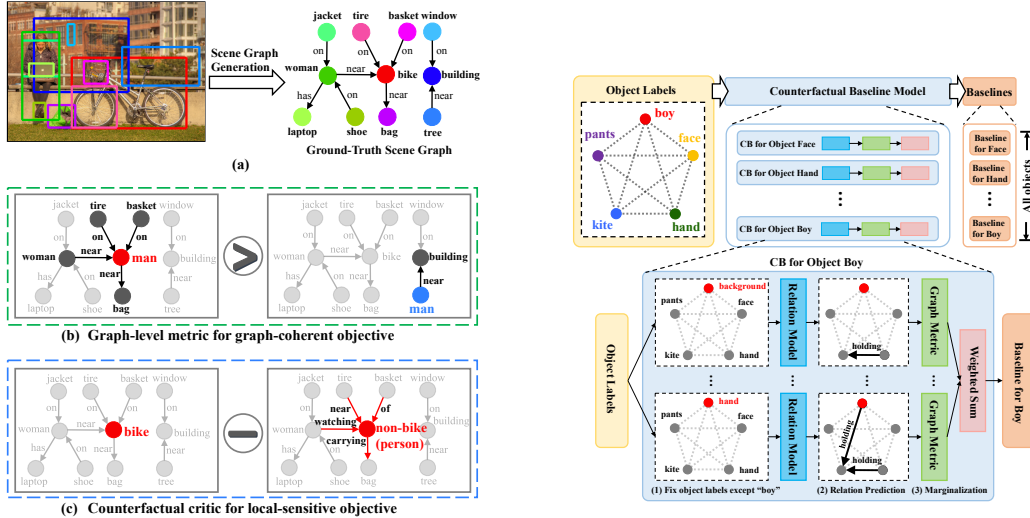 jacket tire basket window
Scene Graph
Generation
on on on on
woman near bike building
has on near near
laptop shoe bag tree
(a) Ground-Truth Scene Graph
jacket tire basket window
on on on on
woman near man building
has on near near
laptop shoe bag tree
jacket tire basket window
on on on on
woman near bike building
has on near near
laptop shoe bag man
(b) Graph-level metric for graph-coherent objective
jacket tire basket window
on on on on
woman near bike building
has on near near
laptop shoe bag tree
jacket tire basket window
on near of on
woman watching non-bike building
(person)
has on carrying near
laptop shoe bag tree
(c) Counterfactual critic for local-sensitive objective
Object Labels
boy
pants face
kite hand
Counterfactual Baseline Model
CB for Object Face
CB for Object Hand
CB for Object Boy
Baselines
Baseline
for Face
Baseline
for Hand
Baseline
for Boy
All objects
CB for Object Boy
Object Labels
background
pants face
kite hand
Relation Model
holding
Graph Metric
hand
pants face
kite hand
Relation Model
holding
holding
Graph Metric
Weighted Sum
Baseline for Boy
(1) Fix object labels except "boy" (2) Relation Prediction (3) Marginalization